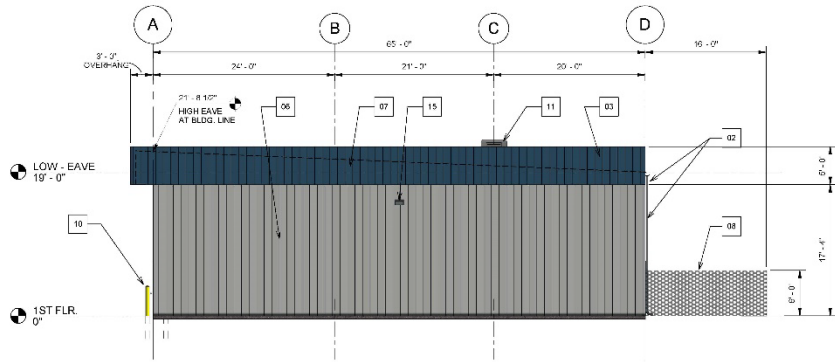 A
B
C
D
65' - 0"
16' - 0"
3' - 0"
OVERHANG
24' - 0"
21' - 0"
20' - 0"
21' - 8 1/2"
HIGH EAVE
AT BLDG. LINE
06
07
15
11
03
02
LOW - EAVE
19' - 0"
6' - 0"
10
08
17' - 4"
6' - 0"
1ST FLR.
0"